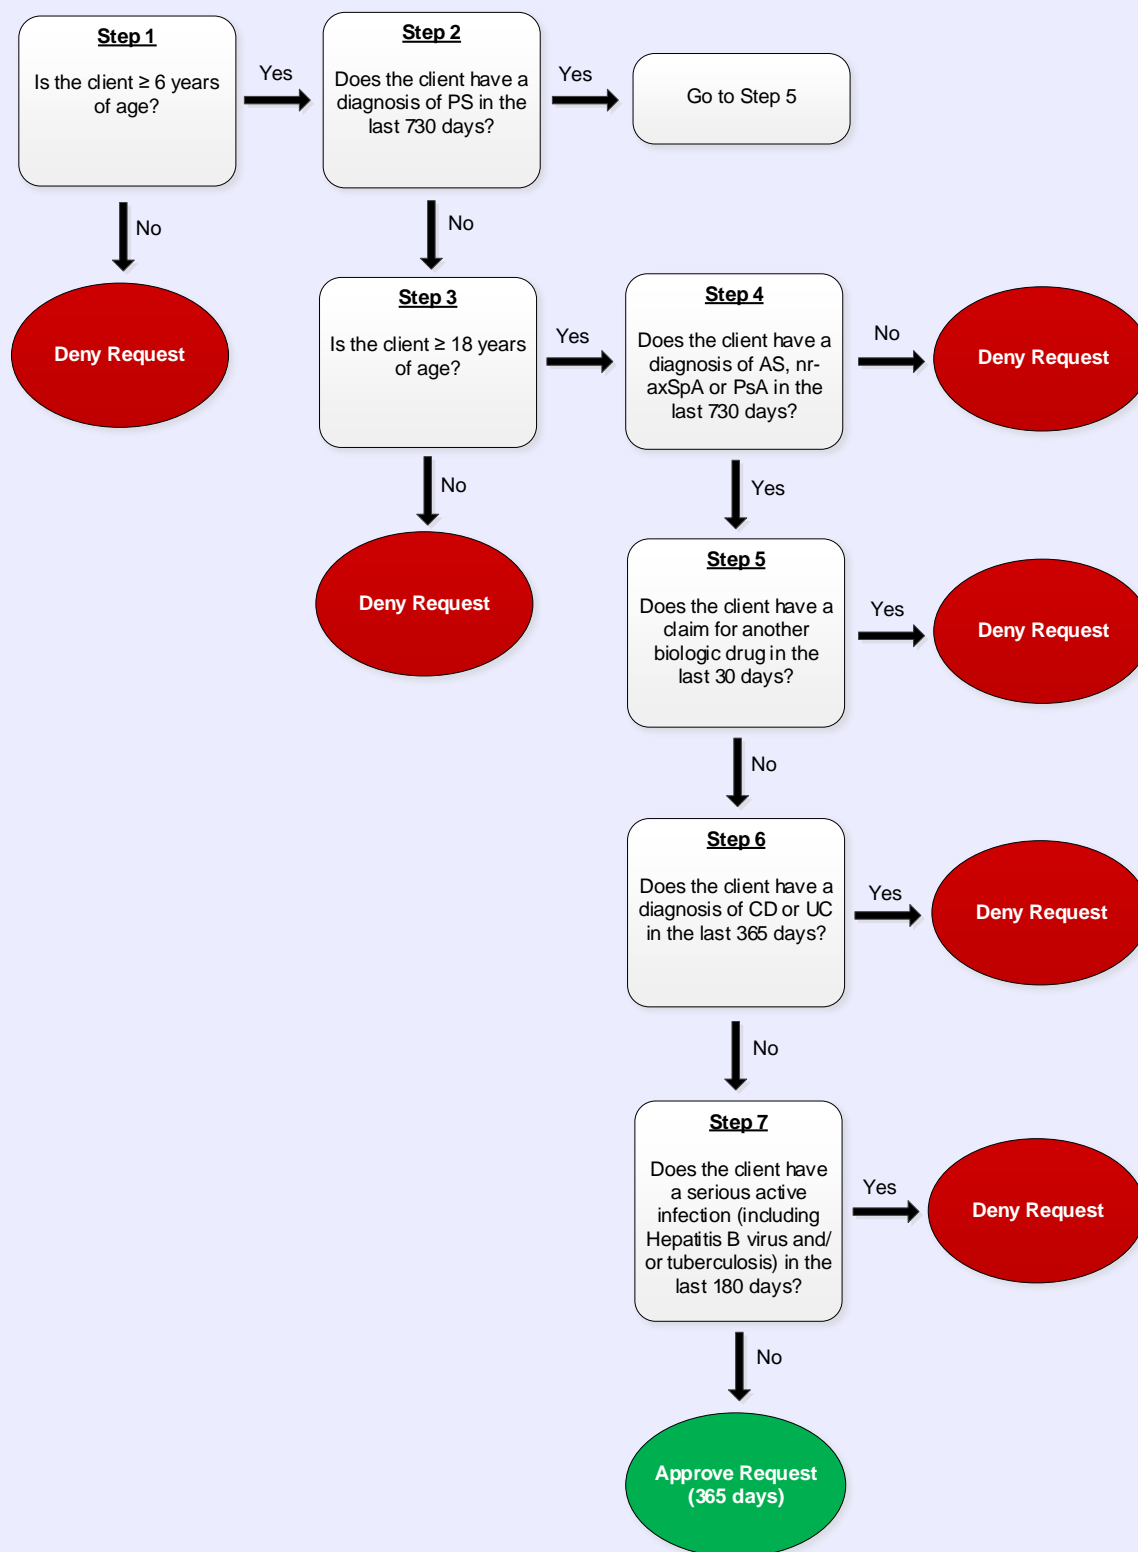 Step 1
Is the client ≥ 6 years
of age?
Yes
Step 2
Does the client have a
diagnosis of PS in the
last 730 days?
Yes
Go to Step 5
No
No
Deny Request
Step 3
Is the client ≥ 18 years
of age?
Yes
Step 4
Does the client have a
diagnosis of AS, nr-
axSpA or PsA in the
last 730 days?
No
Deny Request
No
Yes
Deny Request
Step 5
Does the client have a
claim for another
biologic drug in the
last 30 days?
Yes
Deny Request
No
Step 6
Does the client have a
diagnosis of CD or UC
in the last 365 days?
Yes
Deny Request
No
Step 7
Does the client have
a serious active
infection (including
Hepatitis B virus and/
or tuberculosis) in the
last 180 days?
Yes
Deny Request
No
Approve Request
(365 days)